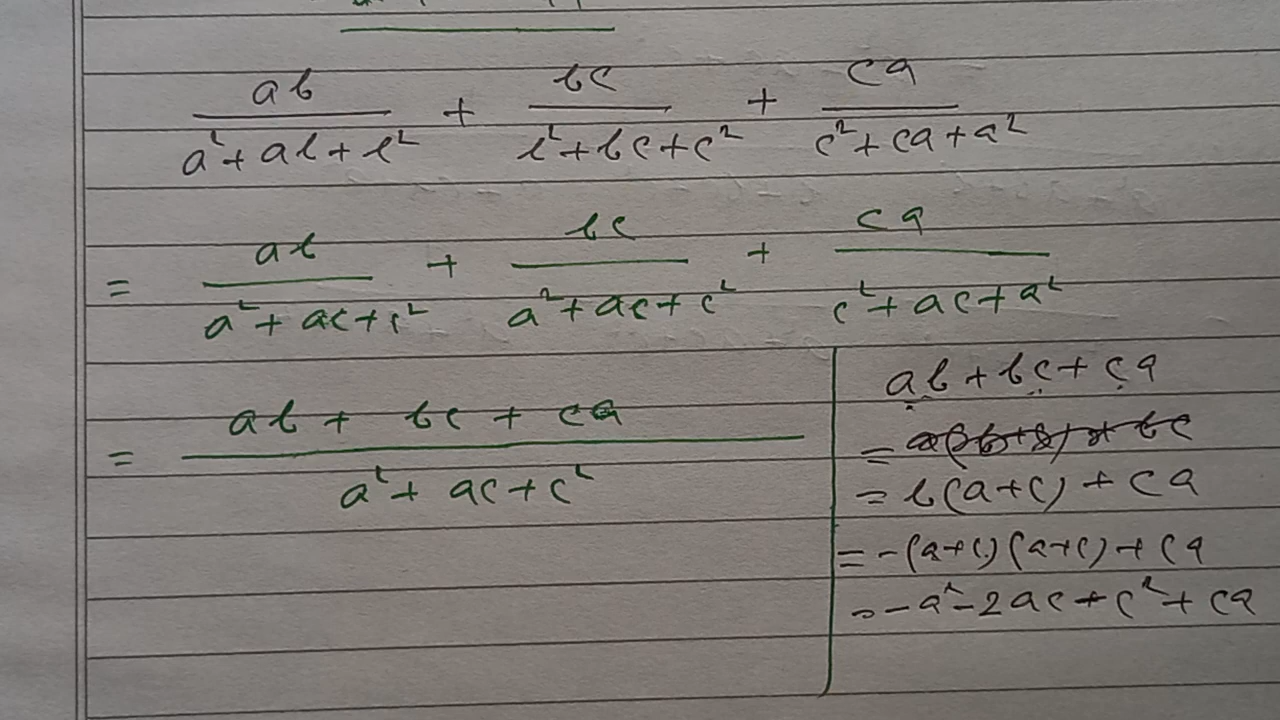 ab/(a²+ab+b²) + bc/(b²+bc+c²) + ca/(c²+ca+a²)
= ab/(a²+ac+c²) + bc/(a²+ac+c²) + ca/(c²+ac+a²)
= (ab + bc + ca)/(a²+ac+c²)
ab+bc+ca
= b(a+c)+ca
= -(a+c)(a+c)+ca
= -a²-2ac+c²+ca